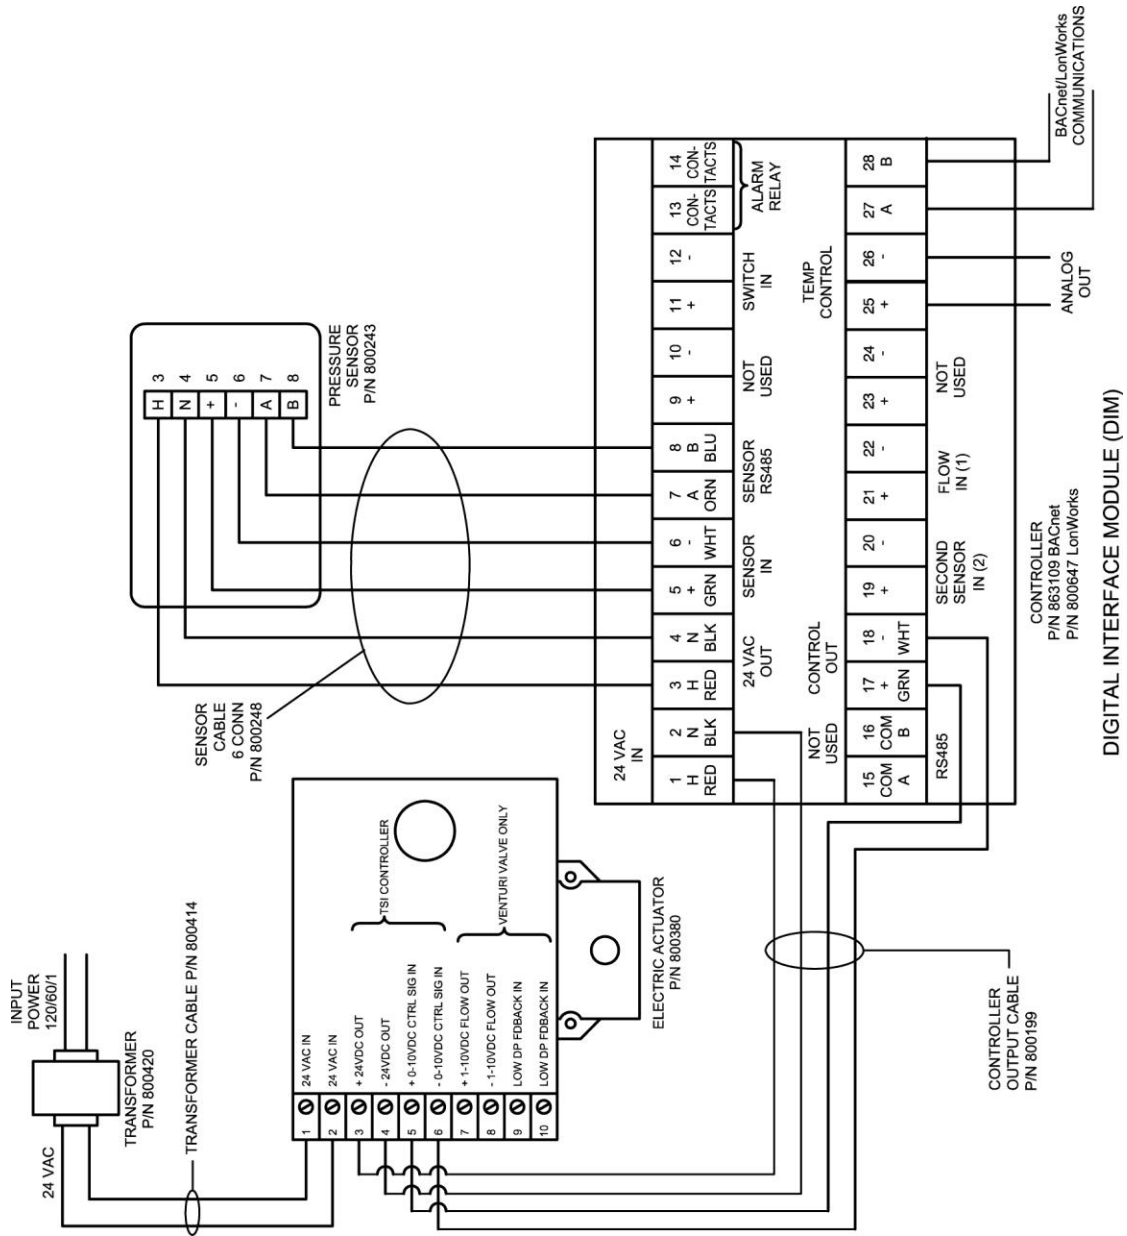 INPUT
POWER
120/60/1
TRANSFORMER
P/N 800420
24 VAC
TRANSFORMER CABLE P/N 800414
1 24 VAC IN
2 24 VAC IN
3 + 24VDC OUT
4 - 24VDC OUT
5 + 0-10VDC CTRL SIG IN
6 - 0-10VDC CTRL SIG IN
7 + 1-10VDC FLOW OUT
8 - 1-10VDC FLOW OUT
9 LOW DP FDBACK IN
10 LOW DP FDBACK IN
TSI CONTROLLER
VENTURI VALVE ONLY
ELECTRIC ACTUATOR
P/N 800380
SENSOR
CABLE
6 CONN
P/N 800248
H 3
N 4
+ 5
- 6
A 7
B 8
PRESSURE
SENSOR
P/N 800243
24 VAC
IN
1 H RED
2 N BLK
3 H RED
4 N BLK
5 + GRN
6 - WHT
7 A ORN
8 B BLU
9 +
10 -
11 +
12 -
13 CON-
TACTS
14 CON-
TACTS
24 VAC
OUT
SENSOR
IN
SENSOR
RS485
NOT
USED
SWITCH
IN
ALARM
RELAY
NOT
USED
CONTROL
OUT
TEMP
CONTROL
15 COM A
16 COM B
17 + GRN
18 - WHT
19 +
20 -
21 +
22 -
23 +
24 -
25 +
26 -
27 A
28 B
RS485
SECOND
SENSOR
IN (2)
FLOW
IN (1)
NOT
USED
ANALOG
OUT
BACnet/LonWorks
COMMUNICATIONS
CONTROLLER
OUTPUT CABLE
P/N 800199
CONTROLLER
P/N 863109 BACnet
P/N 800647 LonWorks
DIGITAL INTERFACE MODULE (DIM)